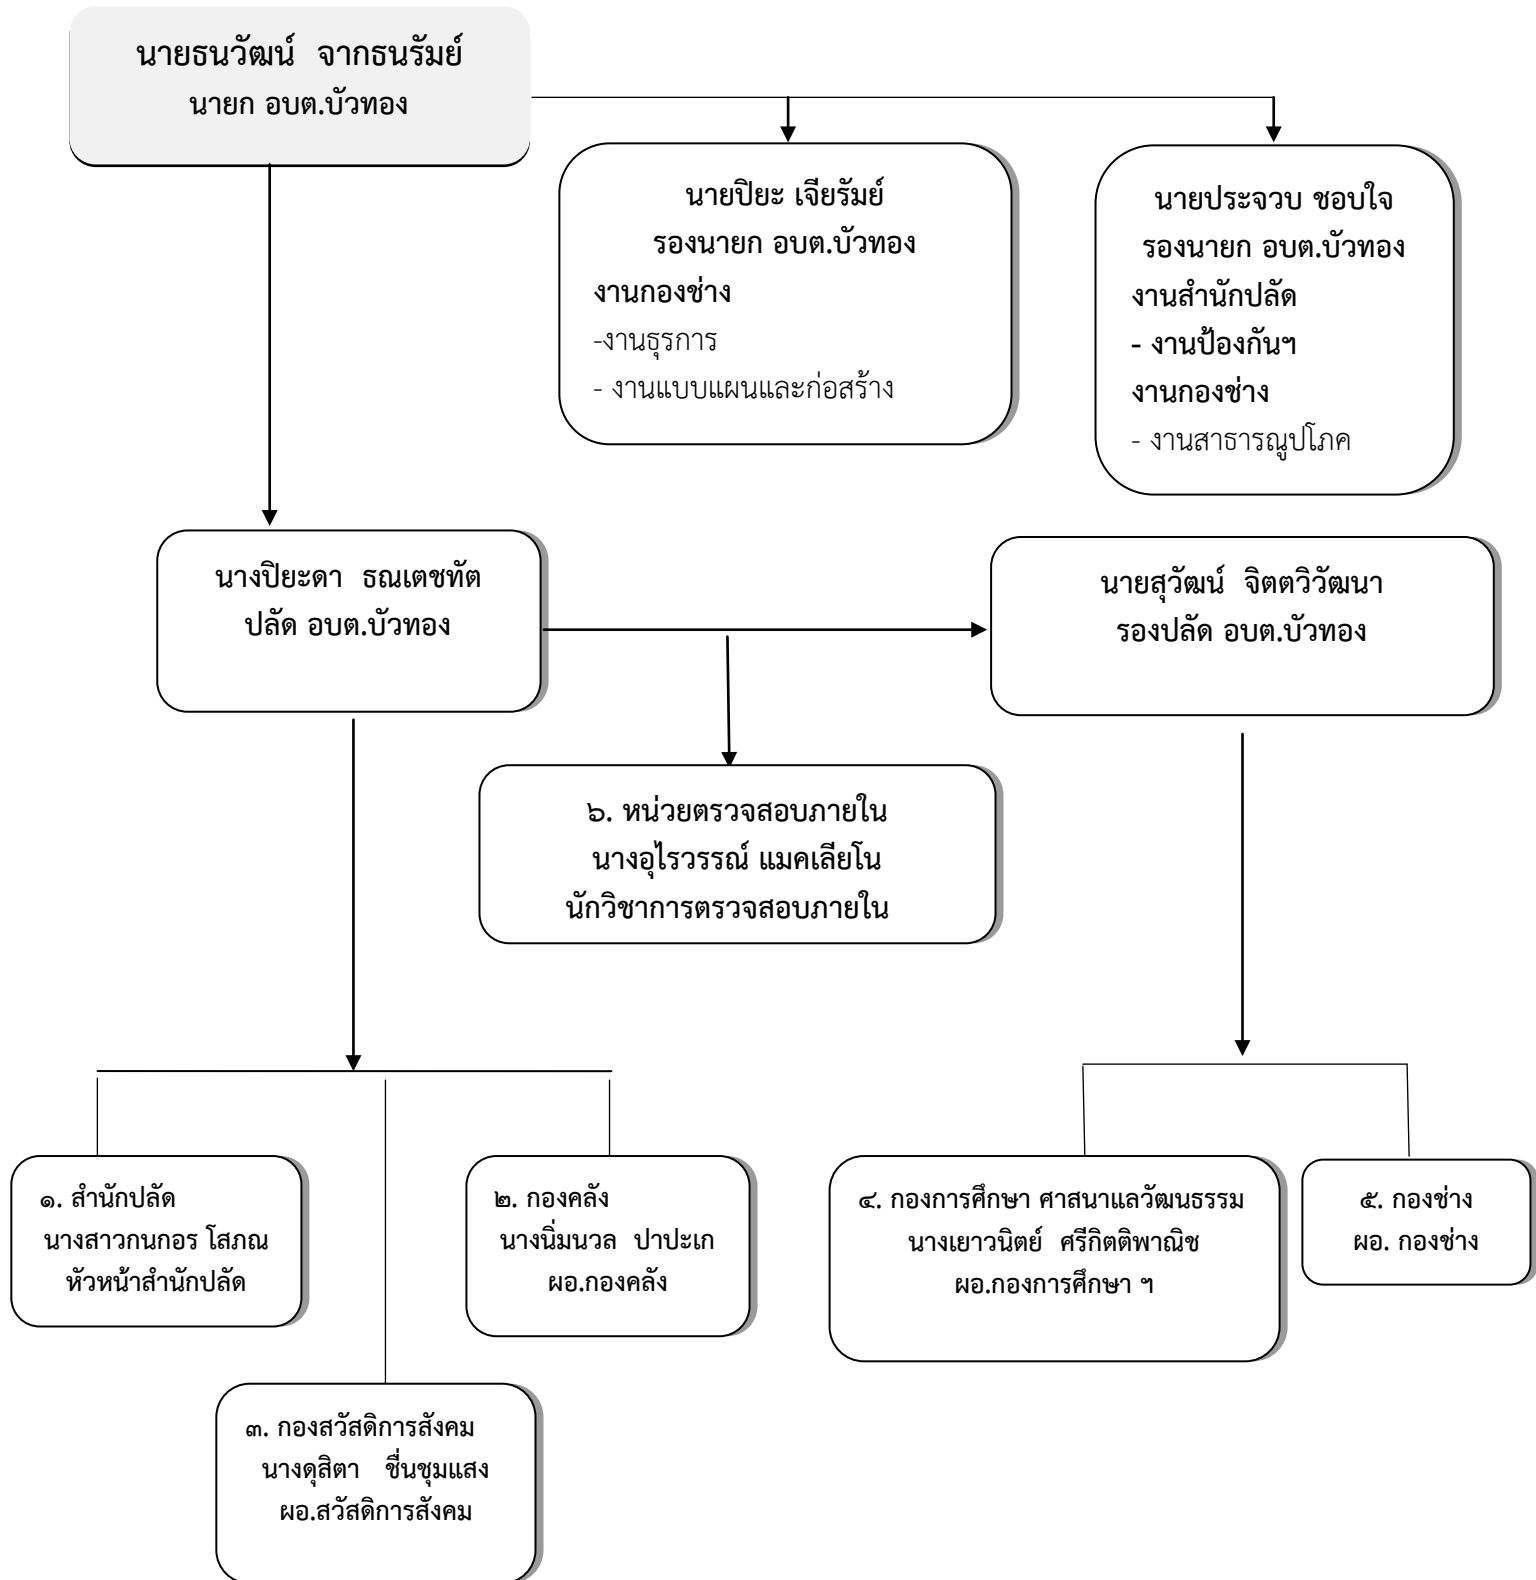 นายธนวัฒน์ จากธนรัมย์
นายก อบต.บัวทอง
นายปิยะ เจียรัมย์
รองนายก อบต.บัวทอง
งานกองช่าง
-งานธุรการ
- งานแบบแผนและก่อสร้าง
นายประจวบ ชอบใจ
รองนายก อบต.บัวทอง
งานสำนักปลัด
- งานป้องกันฯ
งานกองช่าง
- งานสาธารณูปโภค
นางปิยะดา ธณเตชทัต
ปลัด อบต.บัวทอง
นายสุวัฒน์ จิตตวิวัฒนา
รองปลัด อบต.บัวทอง
๖. หน่วยตรวจสอบภายใน
นางอุไรวรรณ์ แมคเลียโน
นักวิชาการตรวจสอบภายใน
๑. สำนักปลัด
นางสาวกนกอร โสภณ
หัวหน้าสำนักปลัด
๒. กองคลัง
นางนิ่มนวล ปาปะเก
ผอ.กองคลัง
๓. กองสวัสดิการสังคม
นางดุสิตา ชื่นชุมแสง
ผอ.สวัสดิการสังคม
๔. กองการศึกษา ศาสนาแลวัฒนธรรม
นางเยาวนิตย์ ศรีกิตติพาณิช
ผอ.กองการศึกษา ฯ
๕. กองช่าง
ผอ. กองช่าง